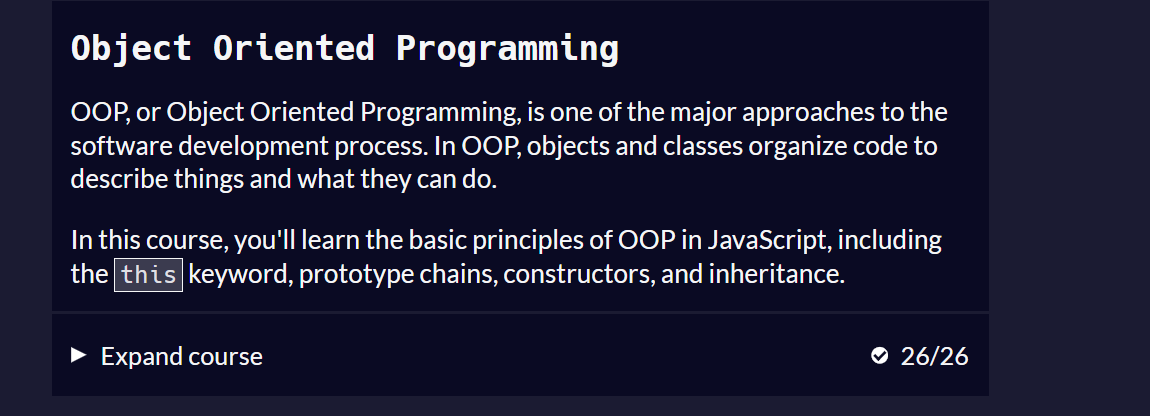 Object Oriented Programming
OOP, or Object Oriented Programming, is one of the major approaches to the
software development process. In OOP, objects and classes organize code to
describe things and what they can do.
In this course, you'll learn the basic principles of OOP in JavaScript, including
the this keyword, prototype chains, constructors, and inheritance.
Expand course 26/26